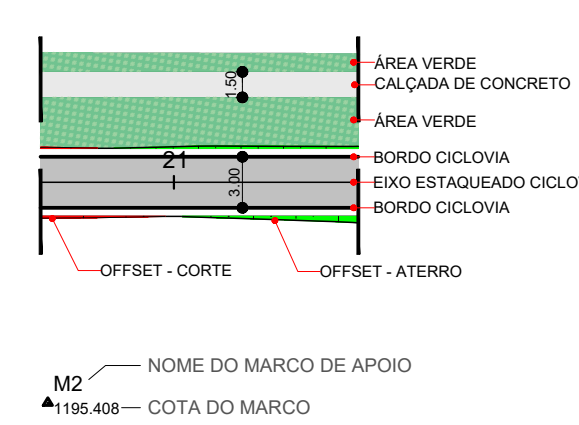 ÁREA VERDE
1.50
CALÇADA DE CONCRETO
ÁREA VERDE
21
BORDO CICLOVIA
3.00
EIXO ESTAQUEADO CICLO
BORDO CICLOVIA
OFFSET - CORTE
OFFSET - ATERRO
NOME DO MARCO DE APOIO
M2
1195.408
COTA DO MARCO